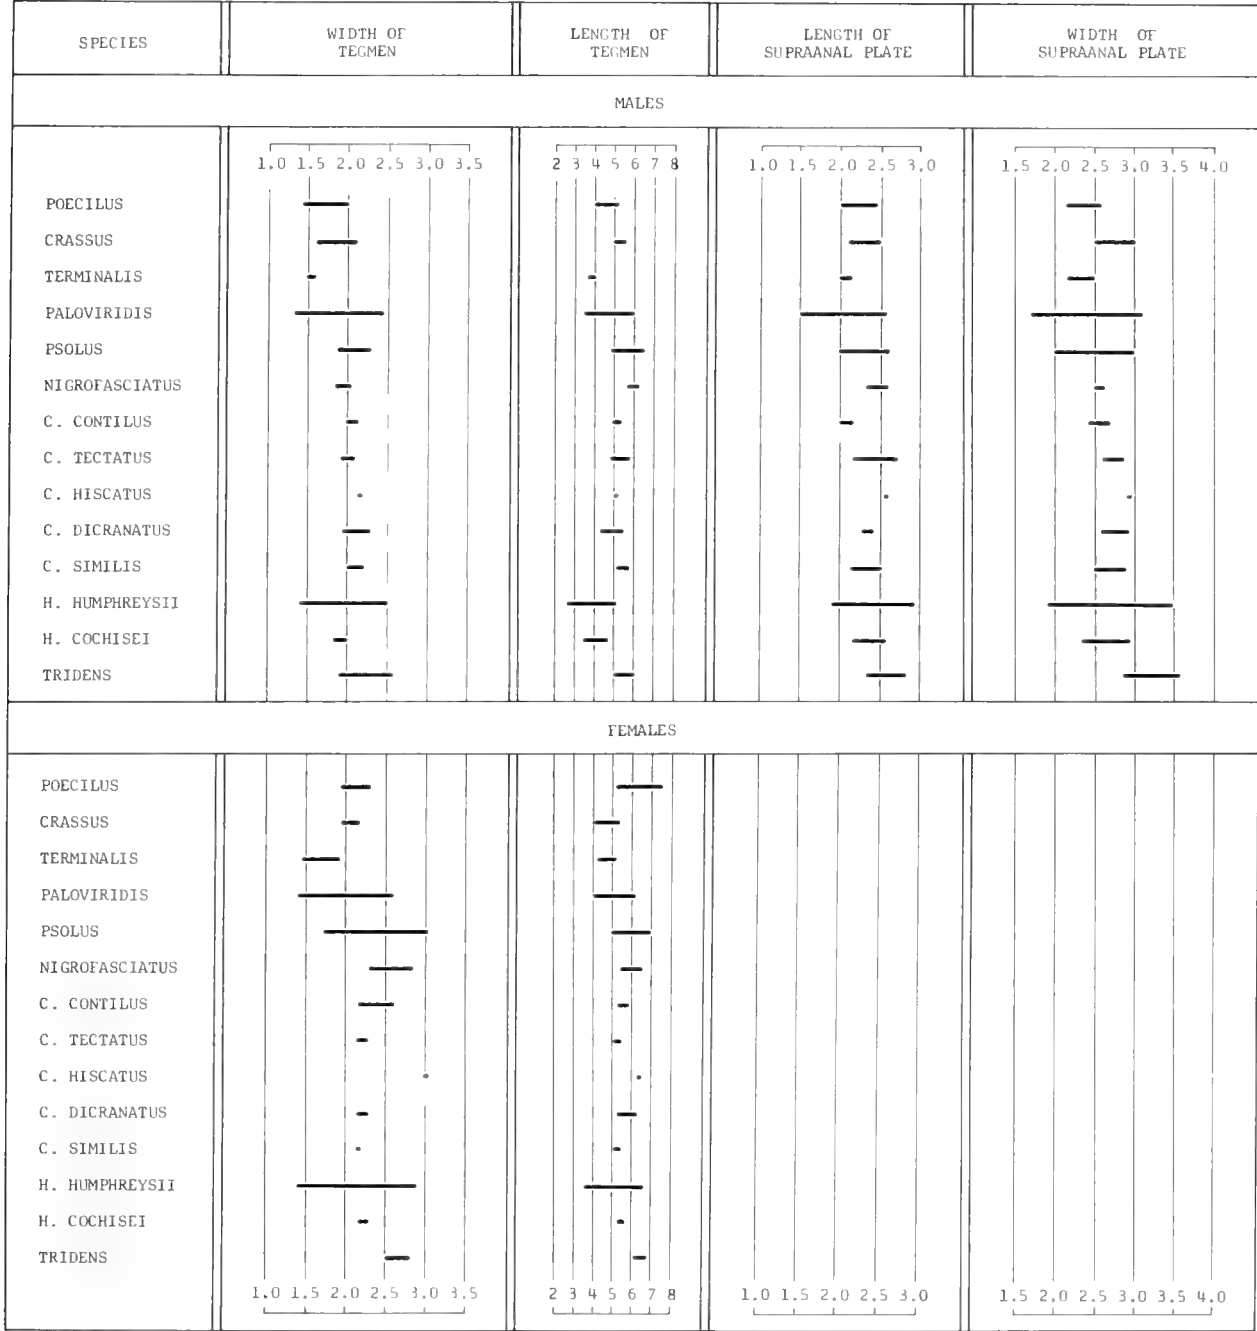 SPECIES
WIDTH OF
TEGMEN
LENGTH OF
TEGMEN
LENGTH OF
SUPRAANAL PLATE
WIDTH OF
SUPRAANAL PLATE
MALES
1.0 1.5 2.0 2.5 3.0 3.5
2 3 4 5 6 7 8
1.0 1.5 2.0 2.5 3.0
1.5 2.0 2.5 3.0 3.5 4.0
POECILUS
CRASSUS
TERMINALIS
PALOVIRIDIS
PSOLUS
NIGROFASCIATUS
C. CONTILUS
C. TECTATUS
C. HISCATUS
C. DICRANATUS
C. SIMILIS
H. HUMPHREYSII
H. COCHISEI
TRIDENS
FEMALES
POECILUS
CRASSUS
TERMINALIS
PALOVIRIDIS
PSOLUS
NIGROFASCIATUS
C. CONTILUS
C. TECTATUS
C. HISCATUS
C. DICRANATUS
C. SIMILIS
H. HUMPHREYSII
H. COCHISEI
TRIDENS
1.0 1.5 2.0 2.5 3.0 3.5
2 3 4 5 6 7 8
1.0 1.5 2.0 2.5 3.0
1.5 2.0 2.5 3.0 3.5 4.0